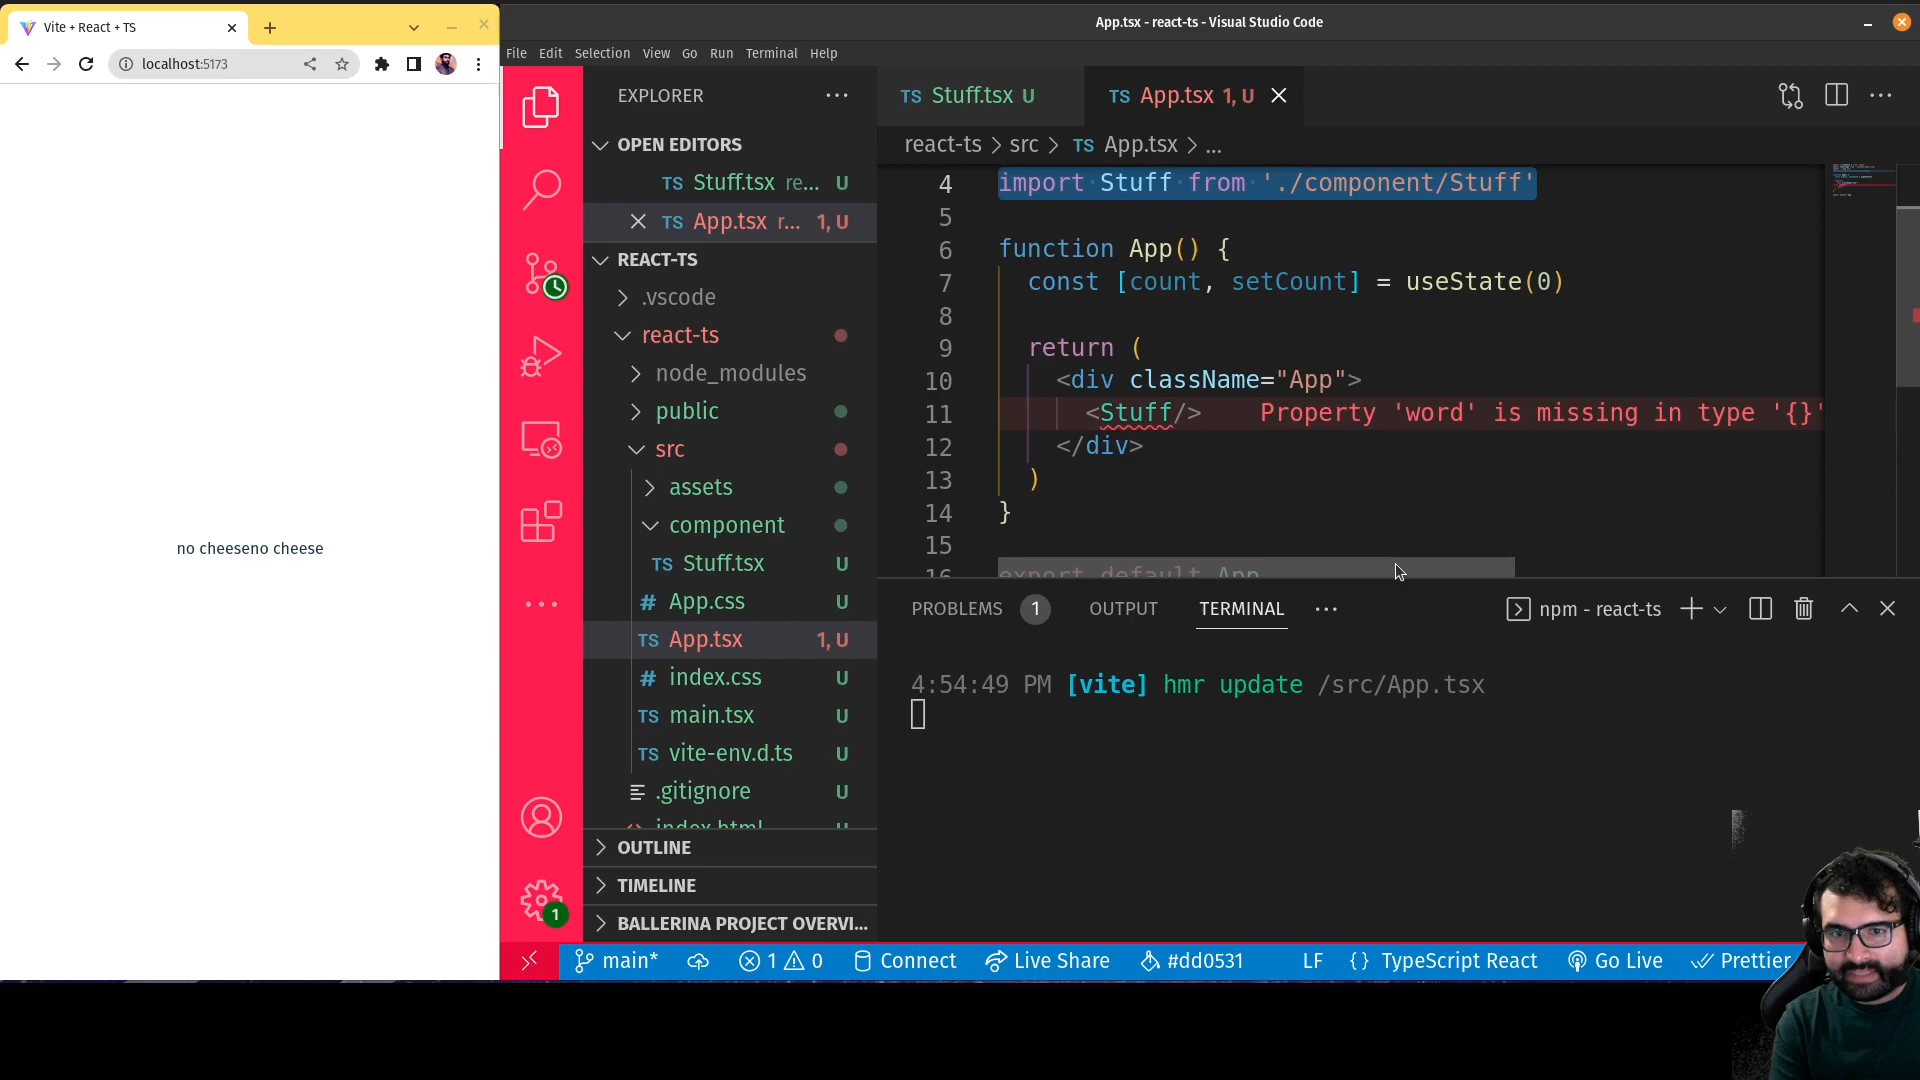 Vite + React + TS
localhost:5173
no cheeseno cheese
App.tsx - react-ts - Visual Studio Code
File Edit Selection View Go Run Terminal Help
EXPLORER
OPEN EDITORS
TS Stuff.tsx re... U
TS App.tsx r... 1, U
REACT-TS
.vscode
react-ts
node_modules
public
src
assets
component
TS Stuff.tsx U
# App.css U
TS App.tsx 1, U
# index.css U
TS main.tsx U
TS vite-env.d.ts U
.gitignore U
index.html U
OUTLINE
TIMELINE
BALLERINA PROJECT OVERVI...
1
TS Stuff.tsx U
TS App.tsx 1, U
react-ts > src > TS App.tsx > ...
4 import Stuff from './component/Stuff'
5
6 function App() {
7 const [count, setCount] = useState(0)
8
9 return (
10 <div className="App">
11 <Stuff/> Property 'word' is missing in type '{}'
12 </div>
13 )
14 }
15
16 export default App
PROBLEMS 1 OUTPUT TERMINAL
npm - react-ts
4:54:49 PM [vite] hmr update /src/App.tsx
main* 1 0 Connect Live Share #dd0531 LF {} TypeScript React Go Live Prettier